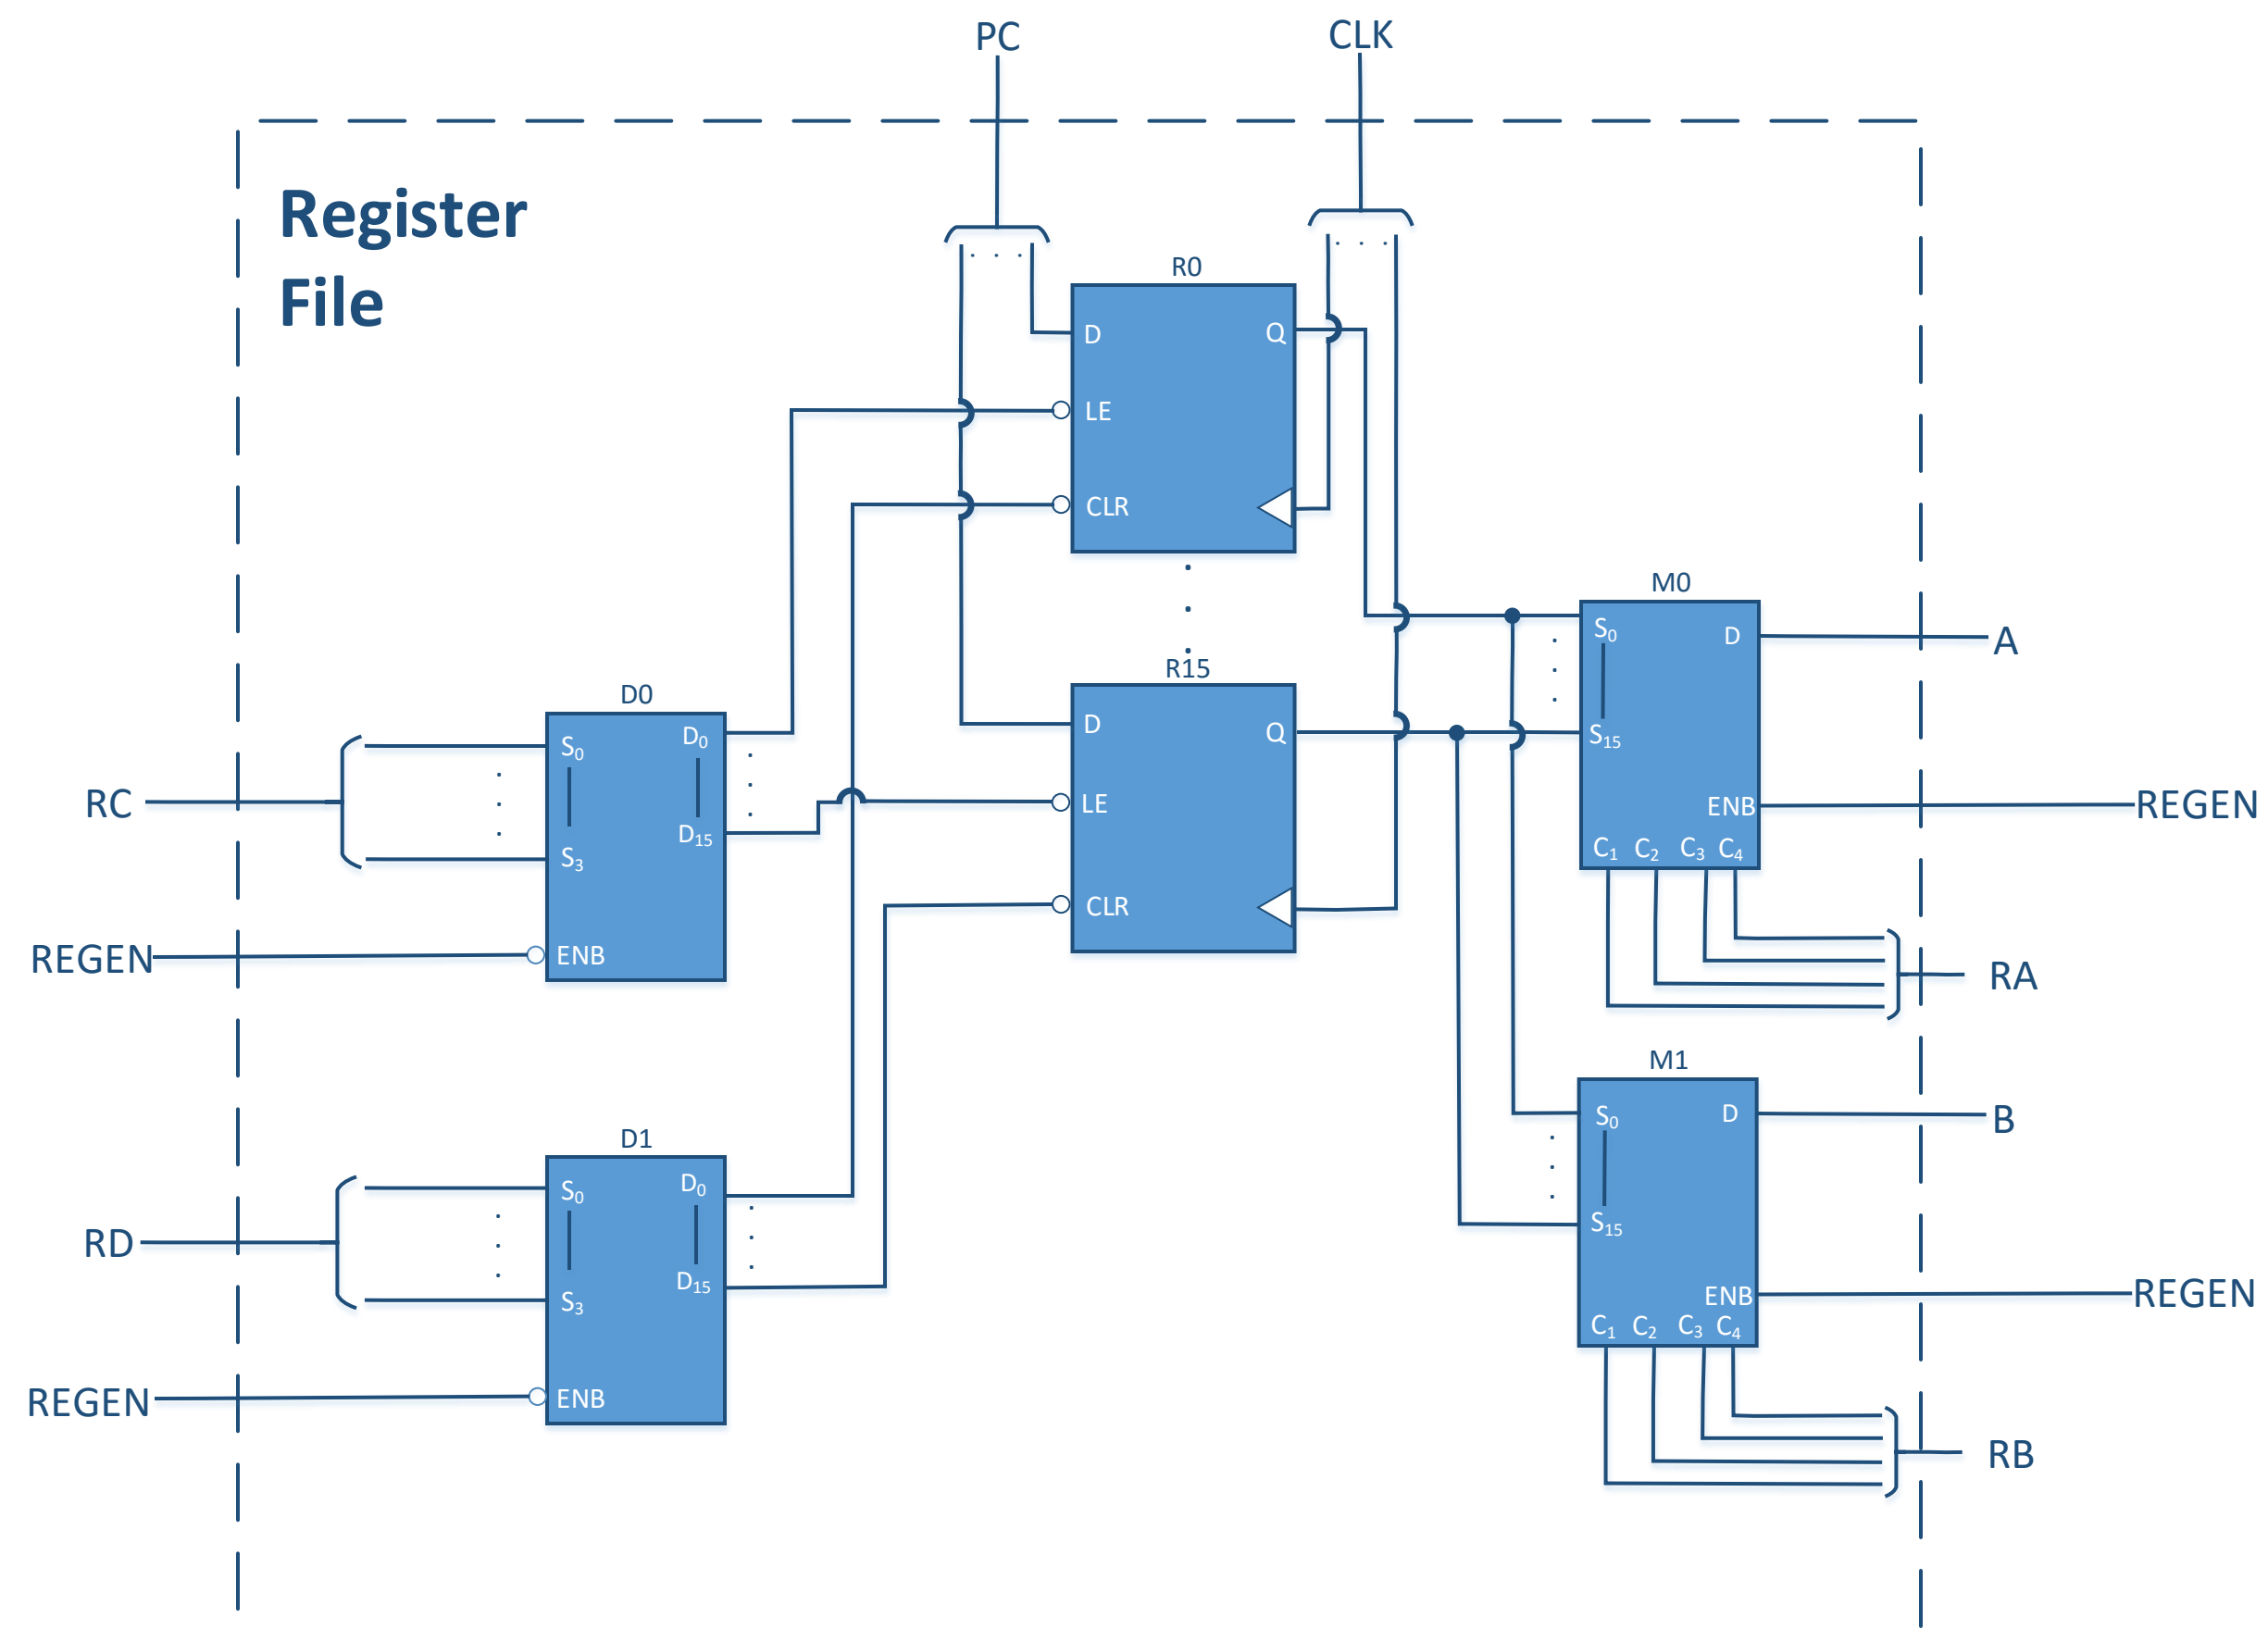 PC
CLK
Register
File
R0
D
Q
LE
CLR
R15
D
Q
LE
CLR
M0
S0
D
S15
ENB
C1 C2 C3 C4
A
REGEN
RA
D0
S0
D0
D15
S3
ENB
RC
REGEN
D1
S0
D0
D15
S3
ENB
RD
REGEN
M1
S0
D
S15
ENB
C1 C2 C3 C4
B
REGEN
RB